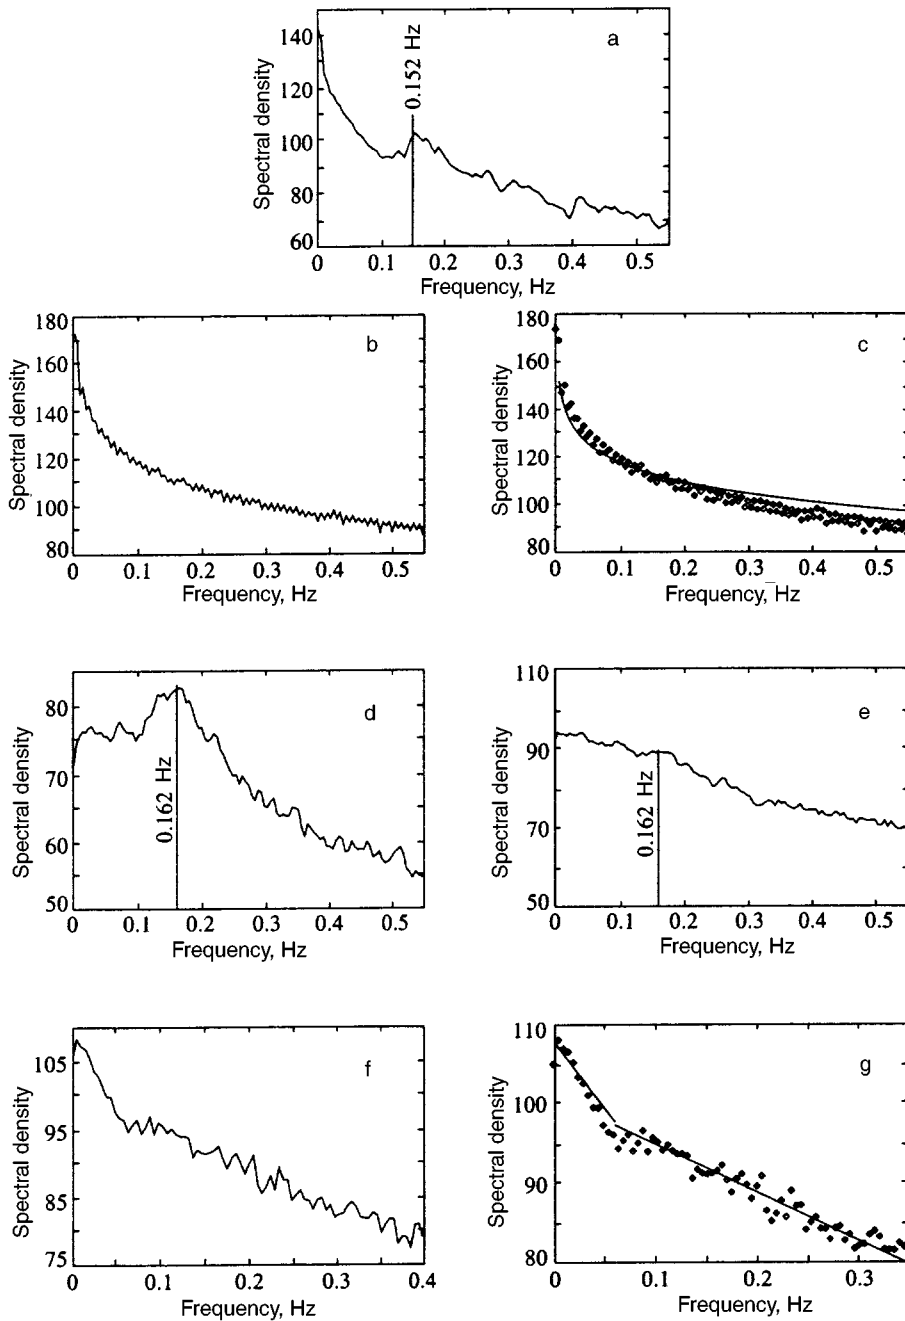 a
140
120
100
80
60
Spectral density
0.152 Hz
0 0.1 0.2 0.3 0.4 0.5
Frequency, Hz
b
180
160
140
120
100
80
Spectral density
0 0.1 0.2 0.3 0.4 0.5
Frequency, Hz
c
180
160
140
120
100
80
Spectral density
0 0.1 0.2 0.3 0.4 0.5
Frequency, Hz
d
80
70
60
50
Spectral density
0.162 Hz
0 0.1 0.2 0.3 0.4 0.5
Frequency, Hz
e
110
90
70
50
Spectral density
0.162 Hz
0 0.1 0.2 0.3 0.4 0.5
Frequency, Hz
f
105
95
85
75
Spectral density
0 0.1 0.2 0.3 0.4
Frequency, Hz
g
110
100
90
80
Spectral density
0 0.1 0.2 0.3
Frequency, Hz